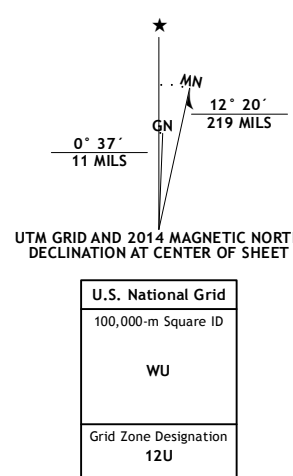 ★
MN
GN
12° 20´
219 MILS
0° 37´
11 MILS
UTM GRID AND 2014 MAGNETIC NORT
DECLINATION AT CENTER OF SHEET
U.S. National Grid
100,000-m Square ID
WU
Grid Zone Designation
12U